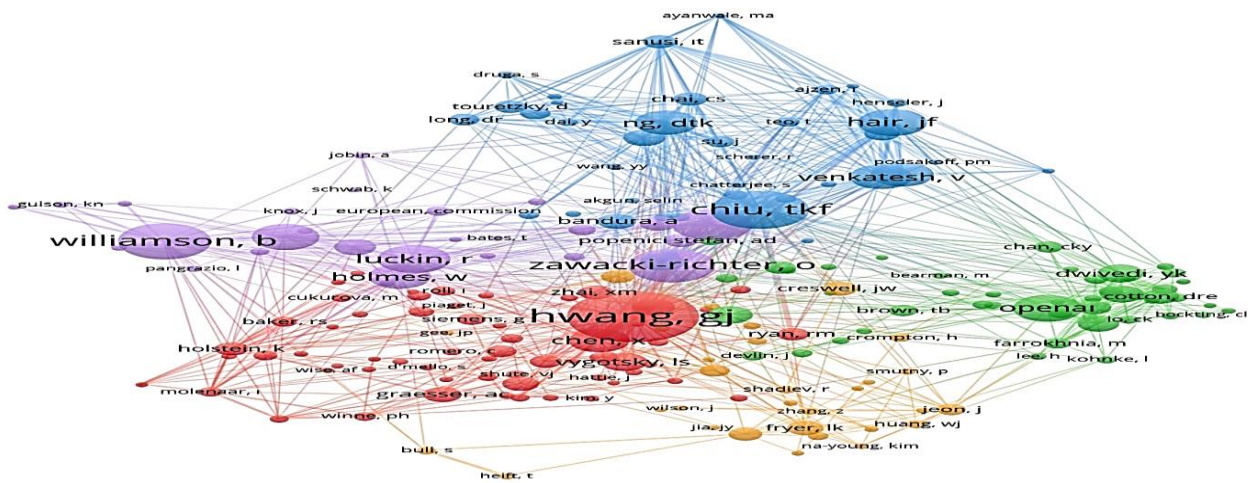 ayanwale, ma
sanusi, it
druga, s
chai, cs
ajzen, i
touretzky, d
henseler, j
long, dr
dai, y
ng, dtk
teo, t
hair, jf
su, j
jobin, a
wang, yy
scherer, r
podsakoff, pm
venkatesh, v
schwab, k
chatterjee, s
akgun, selin
gulson, kn
knox, j
european, commission
bandura, a
chiu, tkf
williamson, b
bates, t
popenici stefan, ad
chan, cky
luckin, r
pangrazio, l
holmes, w
zawacki-richter, o
bearman, m
dwivedi, yk
roll, i
zhai, xm
creswell, jw
cukurova, m
piaget, j
cotton, dre
siemens, g
hwang, gj
brown, tb
openai
bockting, cl
baker, rs
gee, jp
lo, ck
holstein, k
chen, x
ryan, rm
crompton, h
farrokhnia, m
romero, c
vygotsky, ls
devlin, j
lee, h
kohnke, l
wise, af
d'mello, s
shute, vj
hattie, j
smutny, p
molenaar, i
graesser, ac
kim, y
shadiev, r
winne, ph
wilson, j
zhang, z
jeon, j
jia, jy
fryer, lk
huang, wj
na-young, kim
bull, s
heift, t